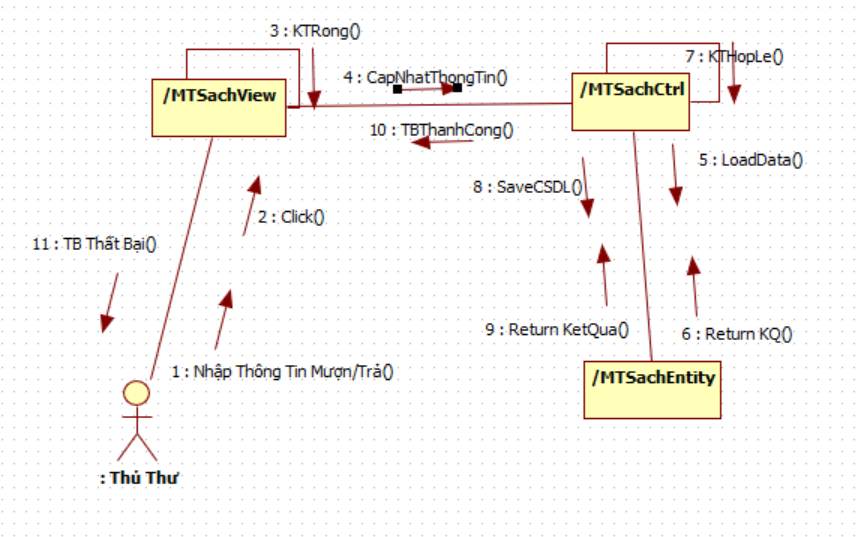 3 : KTRong()
7 : KTHopLe()
4 : CapNhatThongTin()
/MTSachView
/MTSachCtrl
10 : TBThanhCong()
5 : LoadData()
8 : SaveCSDL()
2 : Click()
11 : TB Thất Bại()
9 : Return KetQua()
6 : Return KQ()
1 : Nhập Thông Tin Mượn/Trả()
/MTSachEntity
: Thủ Thư